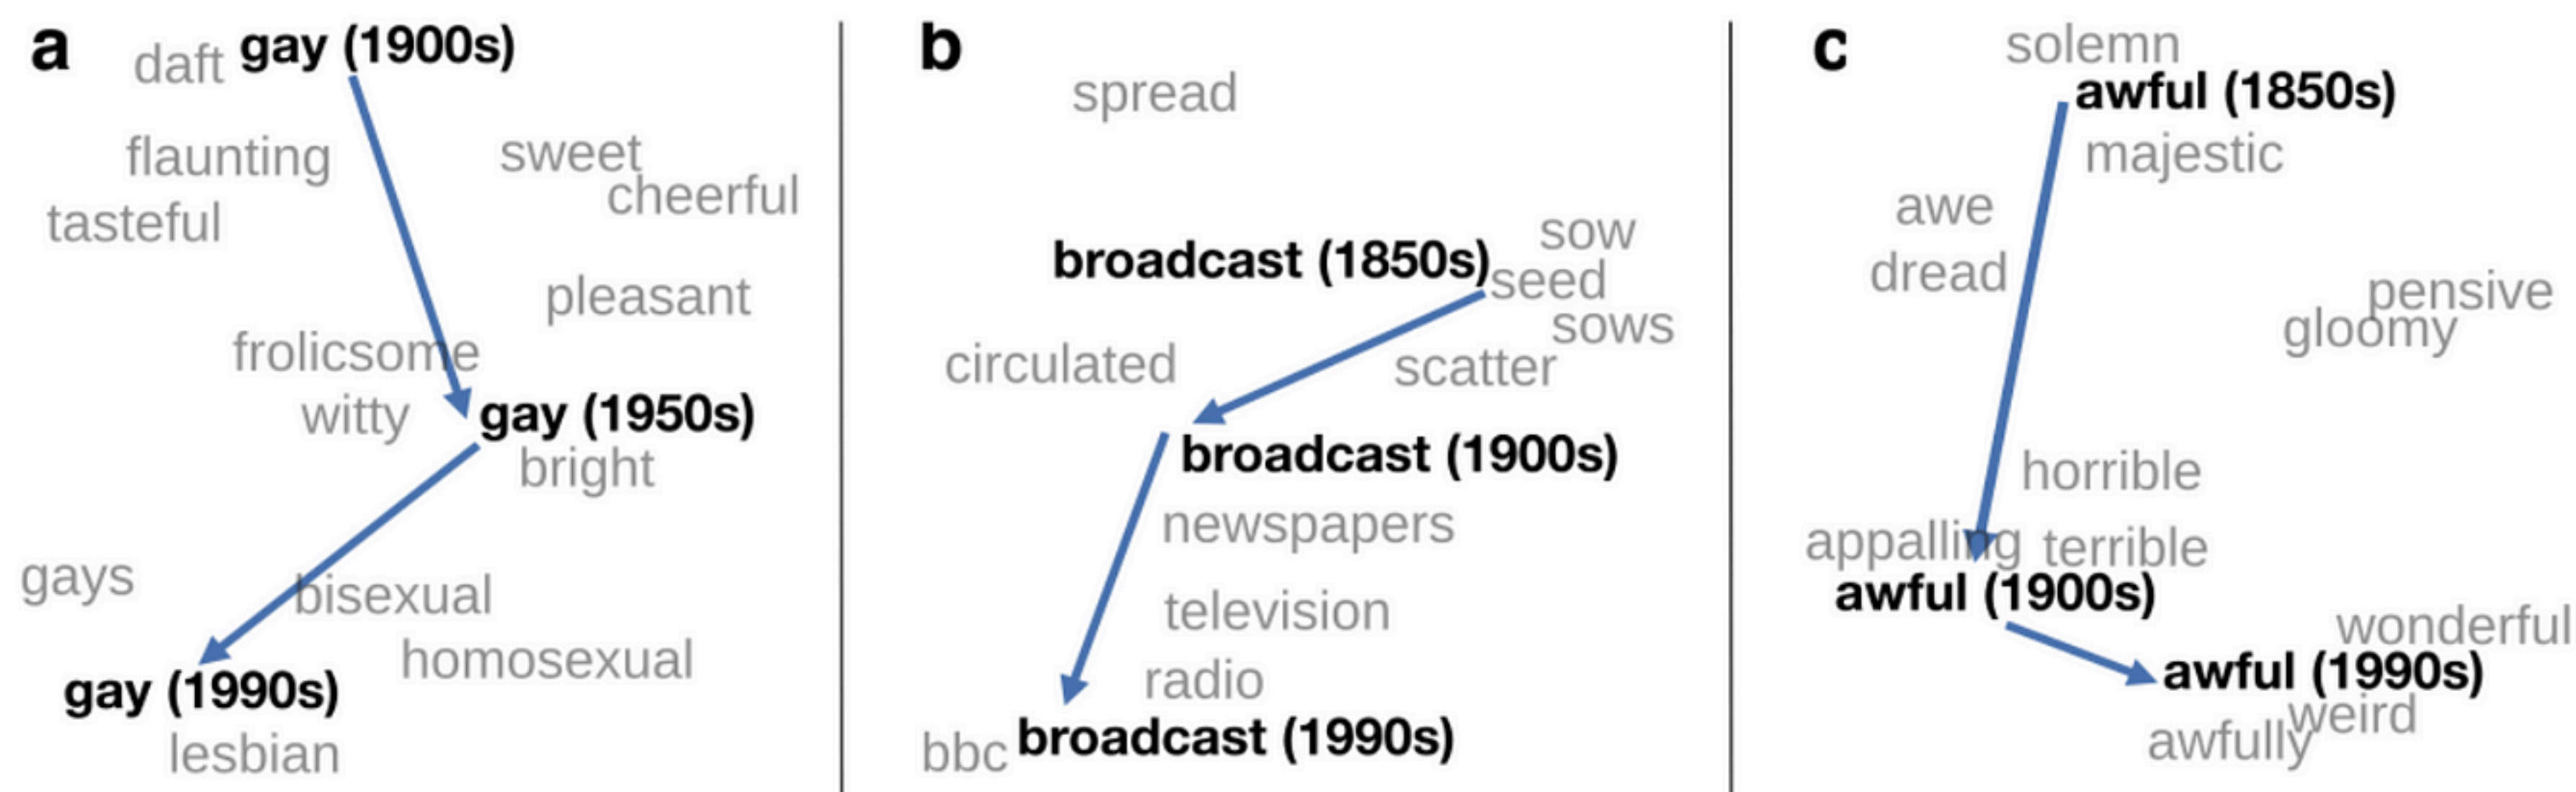 a
daft gay (1900s)
flaunting
sweet
cheerful
tasteful
pleasant
frolicsome
witty
gay (1950s)
bright
gays
bisexual
homosexual
gay (1990s)
lesbian
b
spread
sow
broadcast (1850s)
seed
sows
circulated
scatter
broadcast (1900s)
newspapers
television
radio
bbc broadcast (1990s)
c
solemn
awful (1850s)
majestic
awe
dread
pensive
gloomy
horrible
appalling terrible
awful (1900s)
wonderful
awful (1990s)
weird
awfully